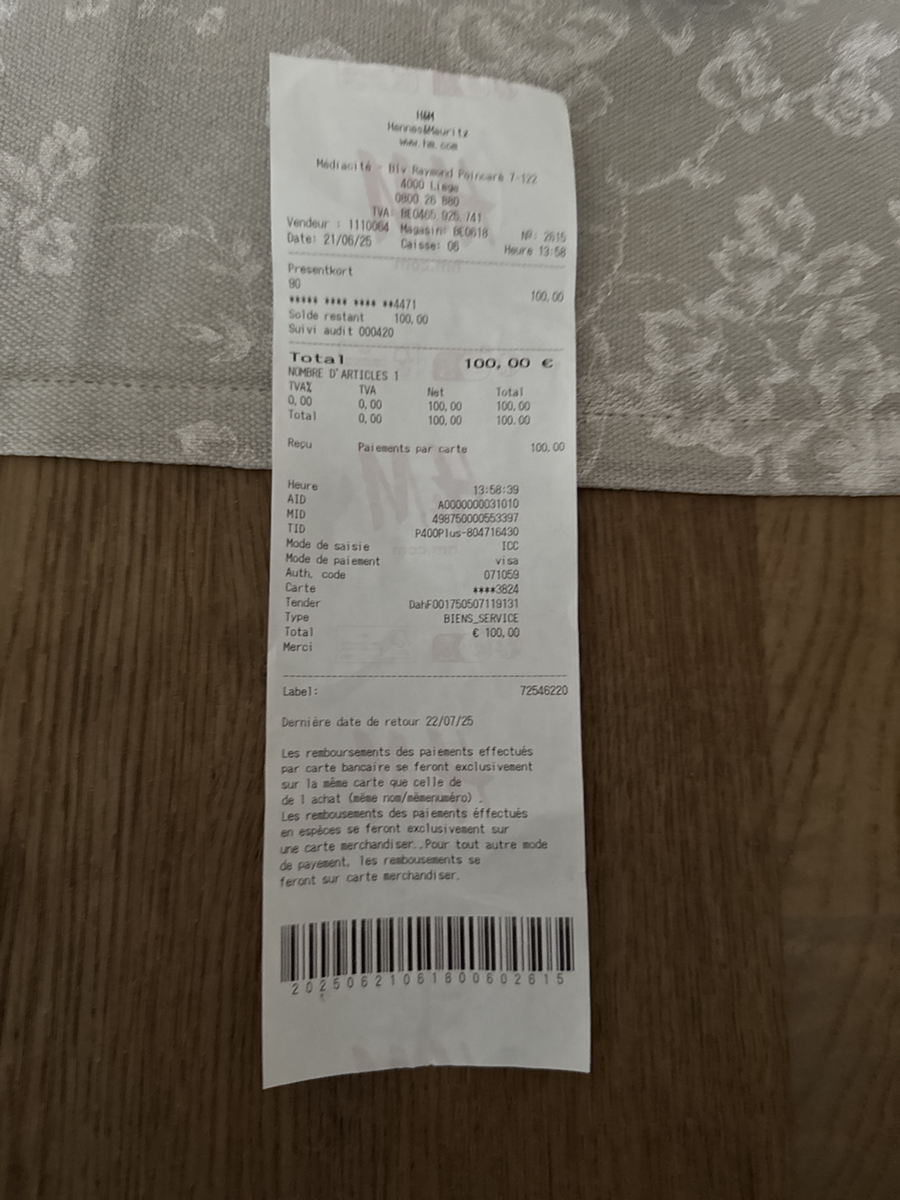 H&M
Hennes&Mauritz
www.hm.com
Médiacité - Blv Raymond Poincaré 7-122
4000 Liege
0800 26 880
TVA: BE0465.926.741
Vendeur : 1110064 Magasin: BE0618 NR: 2615
Date: 21/06/25 Caisse: 06 Heure 13:58
Presentkort
90 100,00
***** **** **** **4471
Solde restant 100,00
Suivi audit 000420
Total 100,00 €
NOMBRE D'ARTICLES 1
TVA% TVA Net Total
0,00 0,00 100,00 100,00
Total 0,00 100,00 100.00
Reçu Paiements par carte 100,00
Heure 13:58:39
AID A0000000031010
MID 498750000553397
TID P400Plus-804716430
Mode de saisie ICC
Mode de paiement visa
Auth. code 071059
Carte ****3824
Tender DahF001750507119131
Type BIENS_SERVICE
Total € 100,00
Merci
Label: 72546220
Dernière date de retour 22/07/25
Les remboursements des paiements effectués
par carte bancaire se feront exclusivement
sur la même carte que celle de
de l achat (même nom/mêmenuméro) .
Les rembousements des paiements éffectués
en espèces se feront exclusivement sur
une carte merchandiser..Pour tout autre mode
de payement, les rembousements se
feront sur carte merchandiser.
20250621061800602615